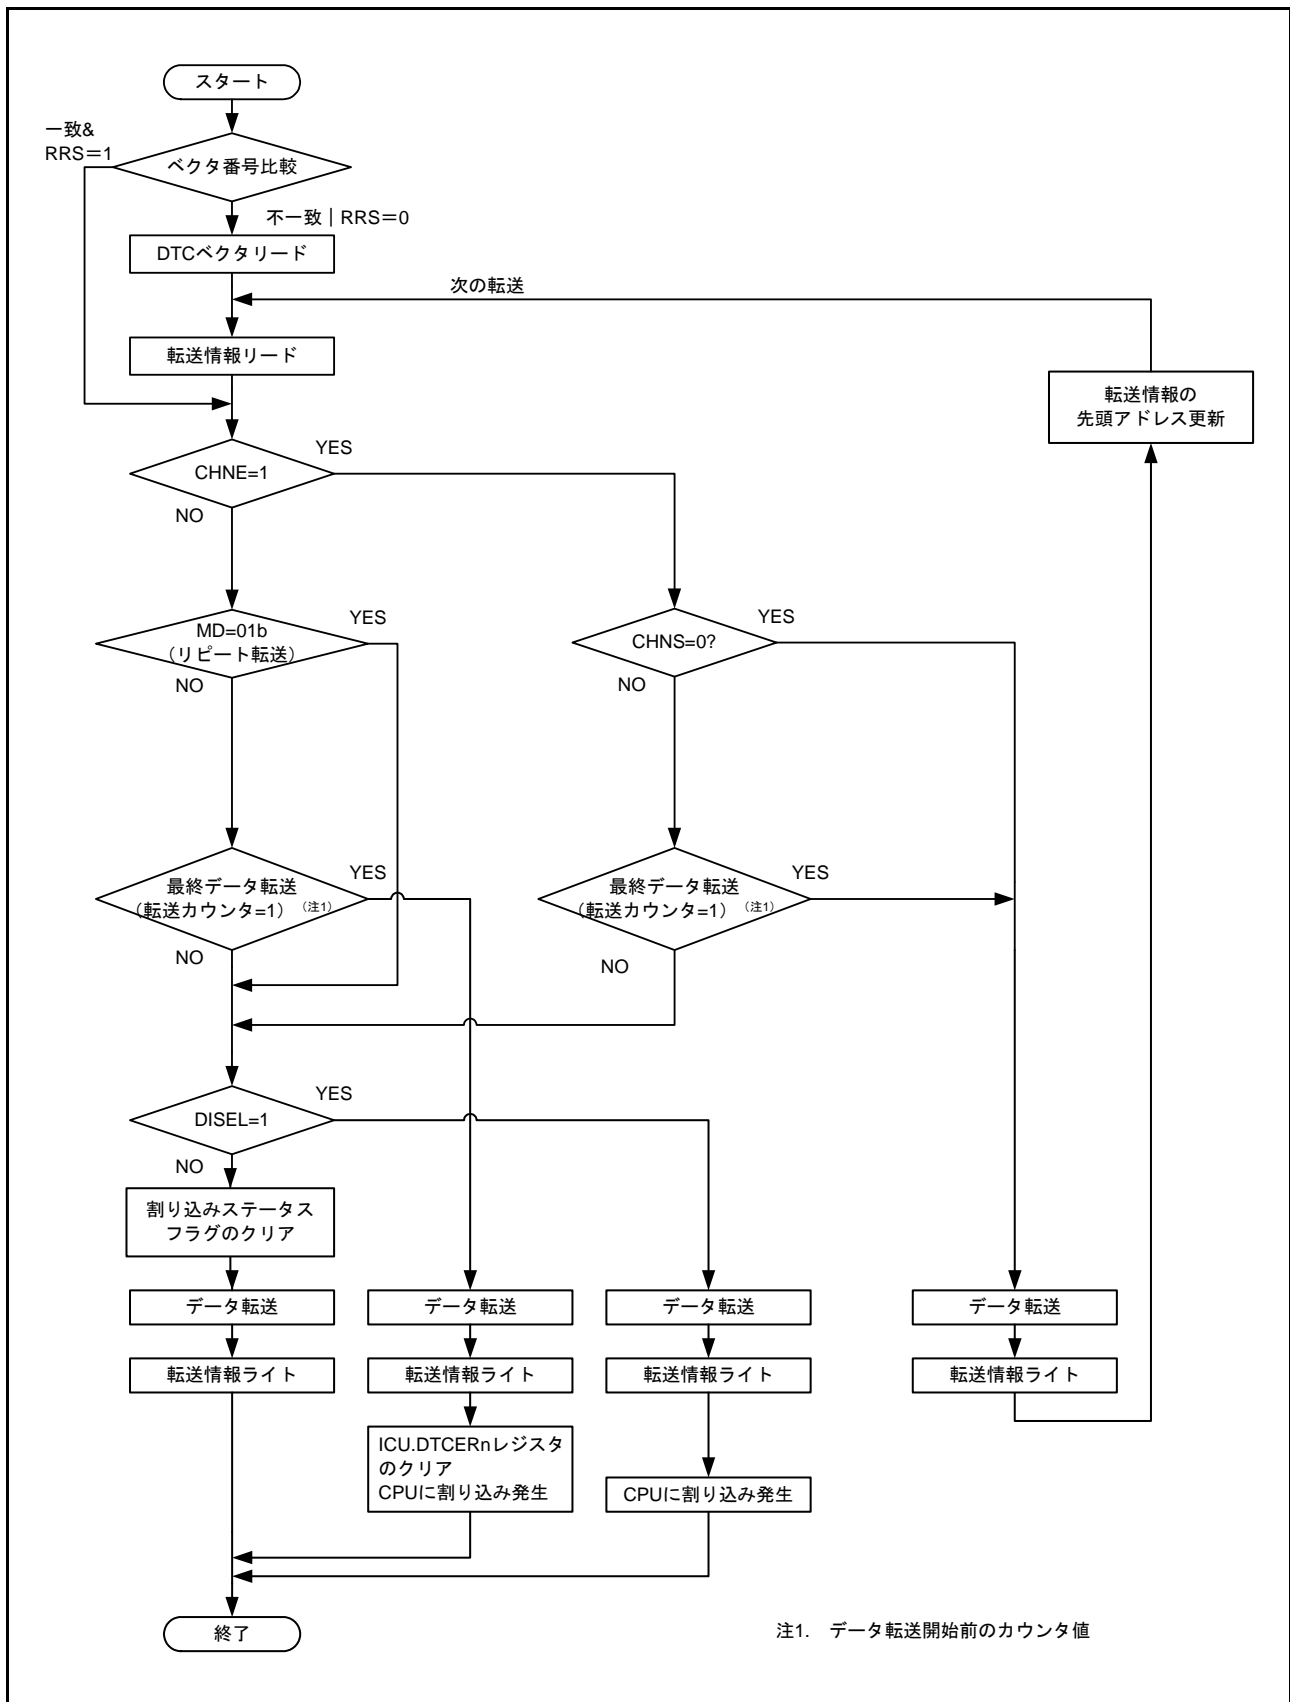 スタート
一致&
RRS＝1
ベクタ番号比較
不一致｜RRS＝0
DTCベクタリード
次の転送
転送情報リード
転送情報の
先頭アドレス更新
CHNE=1
YES
NO
MD=01b
（リピート転送）
YES
NO
CHNS=0?
YES
NO
最終データ転送
（転送カウンタ=1）（注1）
YES
NO
最終データ転送
（転送カウンタ=1）（注1）
YES
NO
DISEL=1
YES
NO
割り込みステータス
フラグのクリア
データ転送
データ転送
データ転送
データ転送
転送情報ライト
転送情報ライト
転送情報ライト
転送情報ライト
ICU.DTCERnレジスタ
のクリア
CPUに割り込み発生
CPUに割り込み発生
終了
注1. データ転送開始前のカウンタ値